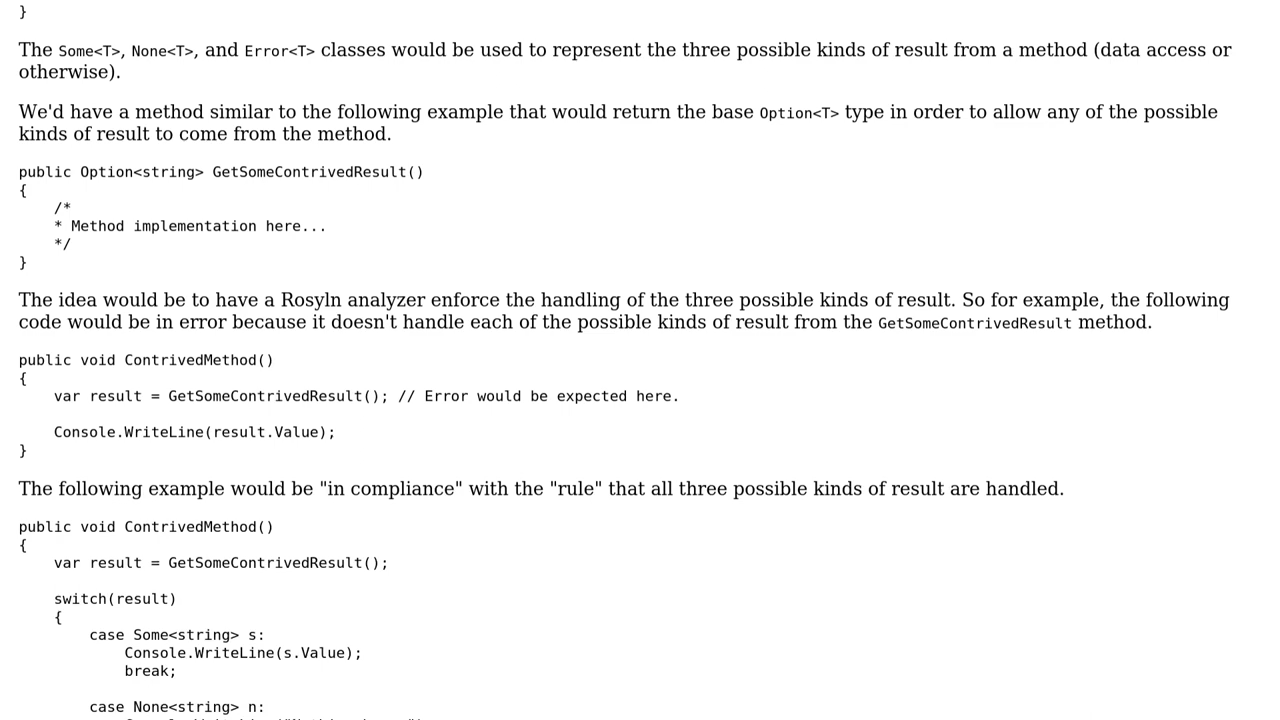 }
The Some<T>, None<T>, and Error<T> classes would be used to represent the three possible kinds of result from a method (data access or
otherwise).
We'd have a method similar to the following example that would return the base Option<T> type in order to allow any of the possible
kinds of result to come from the method.
public Option<string> GetSomeContrivedResult()
{
    /*
    * Method implementation here...
    */
}
The idea would be to have a Rosyln analyzer enforce the handling of the three possible kinds of result. So for example, the following
code would be in error because it doesn't handle each of the possible kinds of result from the GetSomeContrivedResult method.
public void ContrivedMethod()
{
    var result = GetSomeContrivedResult(); // Error would be expected here.
    Console.WriteLine(result.Value);
}
The following example would be "in compliance" with the "rule" that all three possible kinds of result are handled.
public void ContrivedMethod()
{
    var result = GetSomeContrivedResult();
    switch(result)
    {
        case Some<string> s:
            Console.WriteLine(s.Value);
            break;
        case None<string> n: